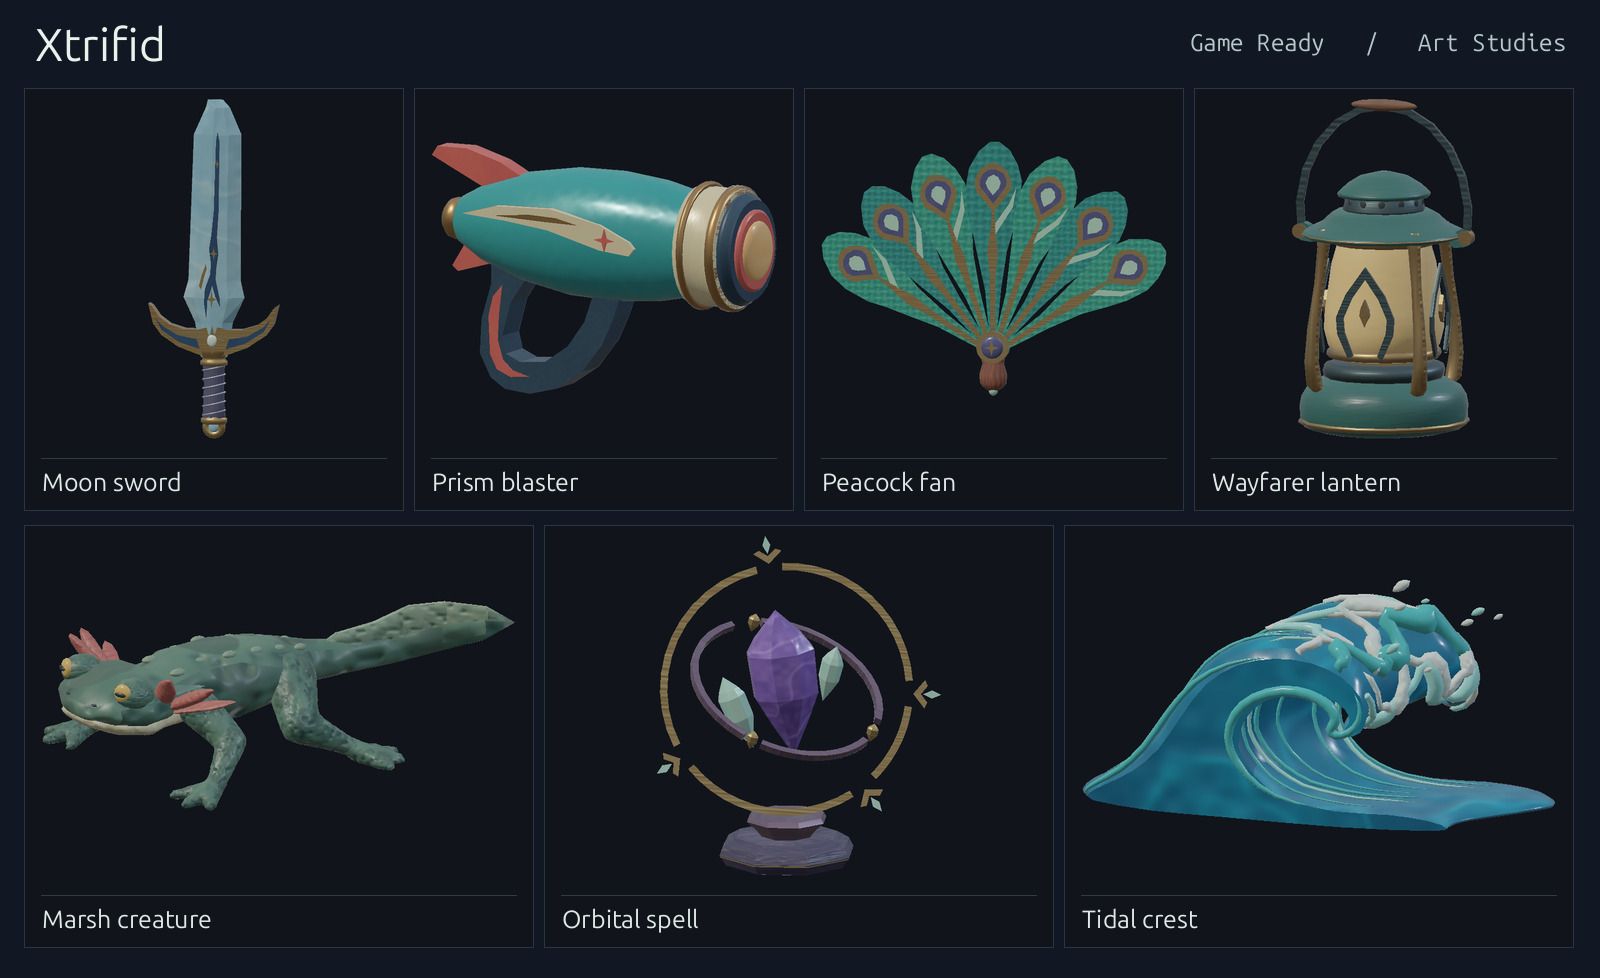 Xtrifid
Game Ready / Art Studies
Moon sword
Prism blaster
Peacock fan
Wayfarer lantern
Marsh creature
Orbital spell
Tidal crest